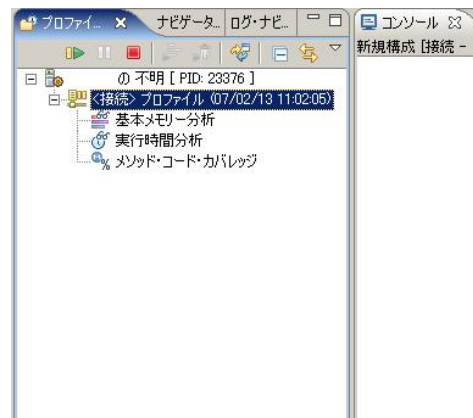 プロファイ... ナビゲータ... ログ・ナビ...
の 不明 [ PID: 23376 ]
<接続> プロファイル (07/02/13 11:02:05)
基本メモリー分析
実行時間分析
メソッド・コード・カバレッジ
コンソール
新規構成 [接続 -